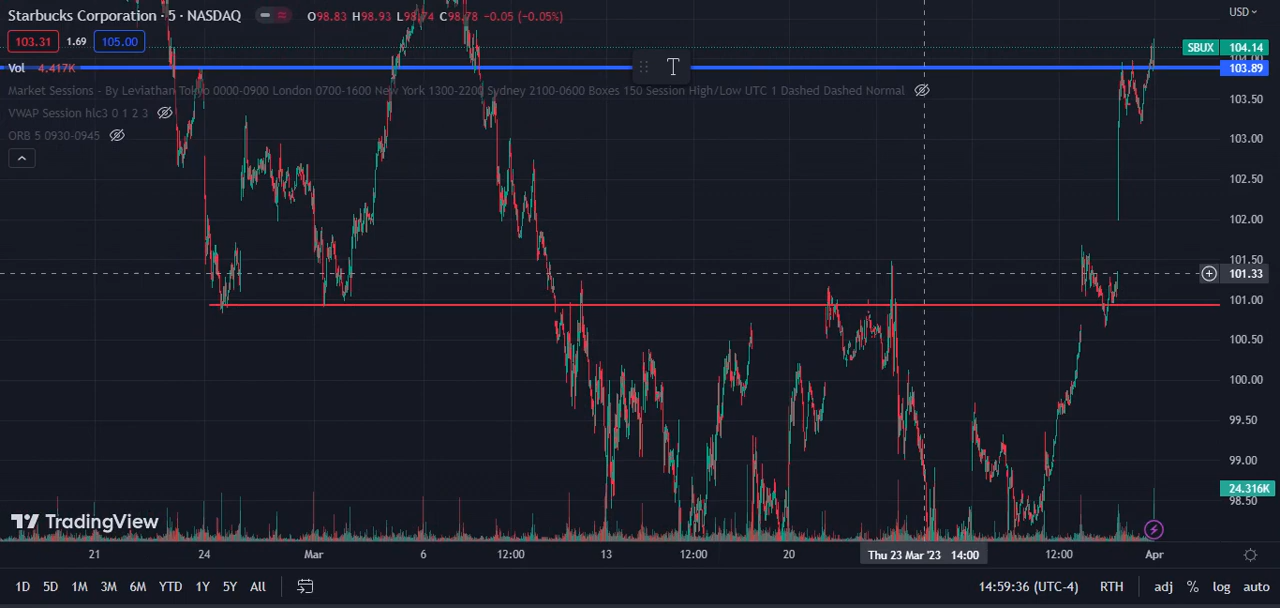 Starbucks Corporation · 5 · NASDAQ O98.83 H98.93 L98.74 C98.78 -0.05 (-0.05%) USD
103.31 1.69 105.00
SBUX 104.14
104.00
Vol 4.417K 103.89
Market Sessions - By Leviathan Tokyo 0000-0900 London 0700-1600 New York 1300-2200 Sydney 2100-0600 Boxes 150 Session High/Low UTC 1 Dashed Dashed Normal
103.50
VWAP Session hlc3 0 1 2 3
ORB 5 0930-0945 103.00
102.50
102.00
101.50
101.33
101.00
100.50
100.00
99.50
99.00
24.316K
98.50
T
TradingView
21 24 Mar 6 12:00 13 12:00 20 Thu 23 Mar '23 14:00 12:00 Apr
1D 5D 1M 3M 6M YTD 1Y 5Y All 14:59:36 (UTC-4) RTH adj % log auto